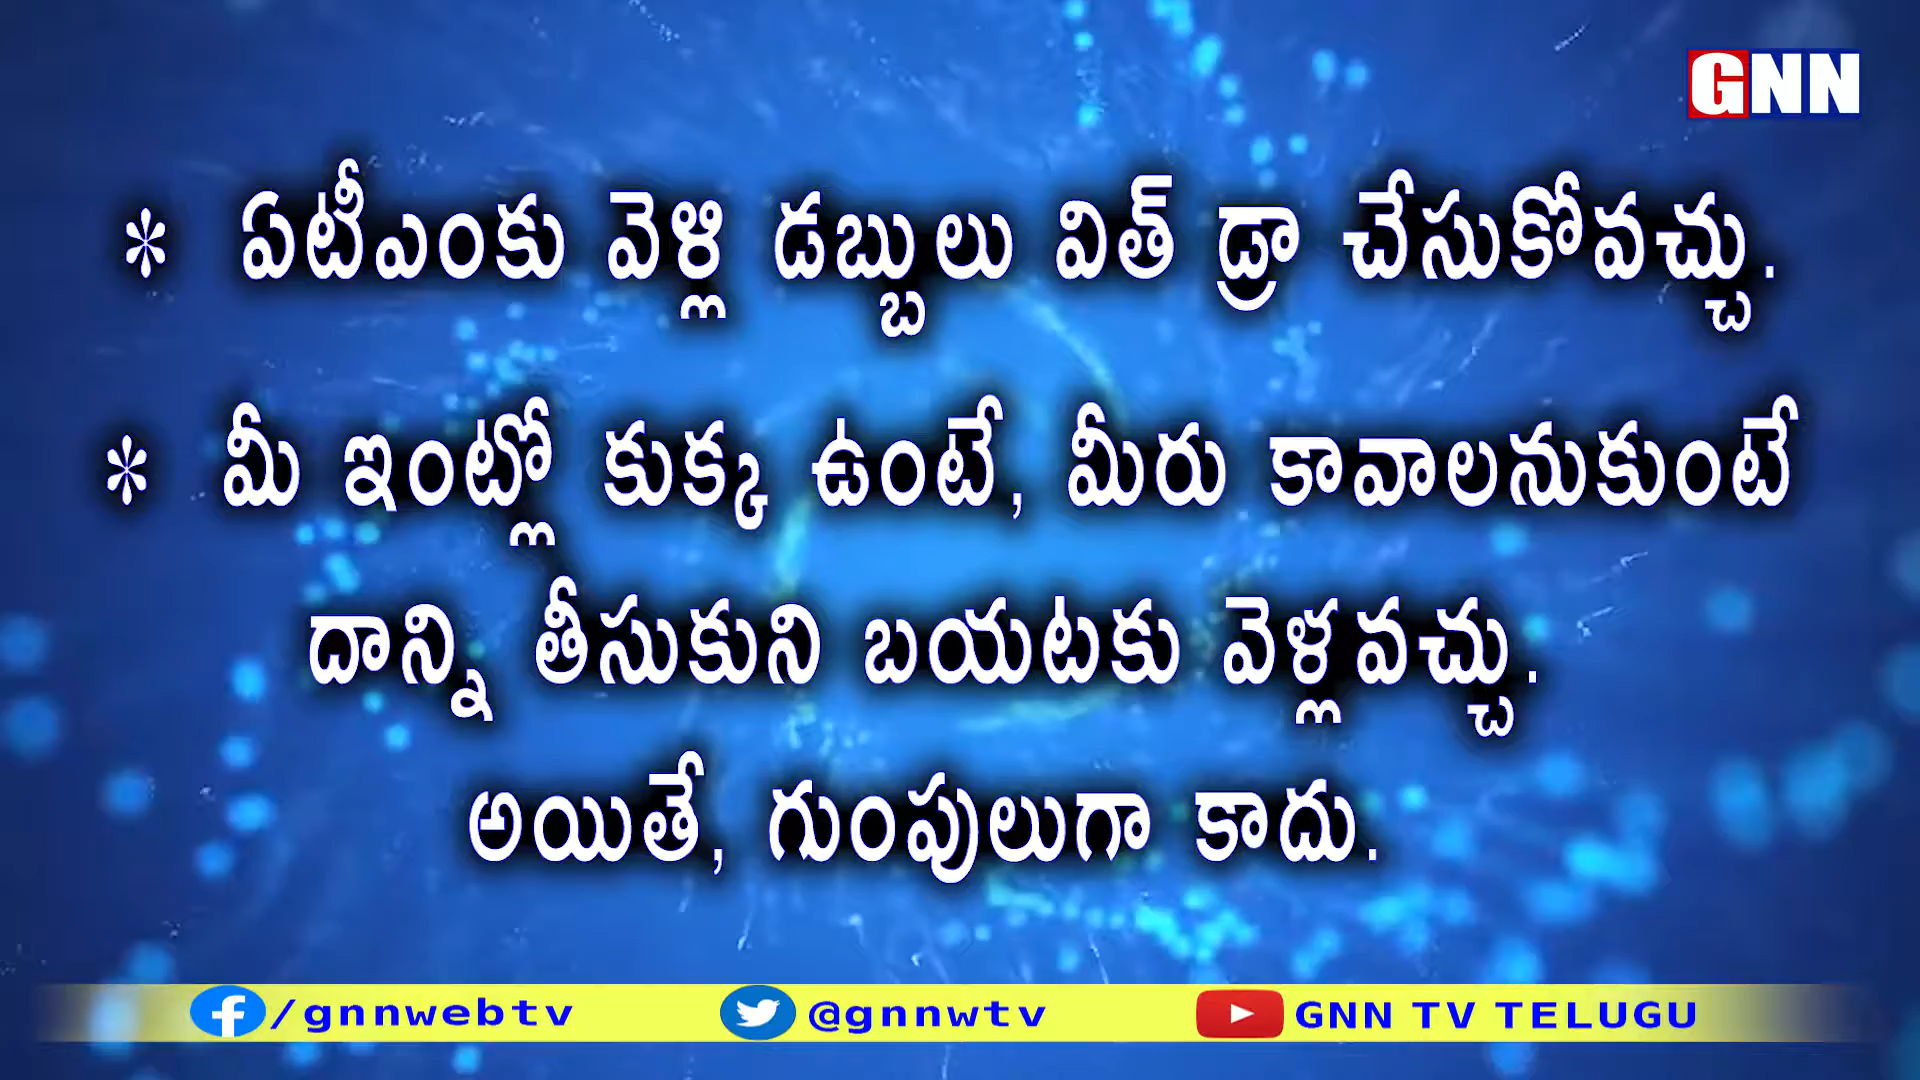 GNN
* ఏటీఎంకు వెళ్లి డబ్బులు విత్ డ్రా చేసుకోవచ్చు.
* మీ ఇంట్లో కుక్క ఉంటే, మీరు కావాలనుకుంటే
దాన్ని తీసుకుని బయటకు వెళ్లవచ్చు.
అయితే, గుంపులుగా కాదు.
/gnnwebtv @gnnwtv GNN TV TELUGU